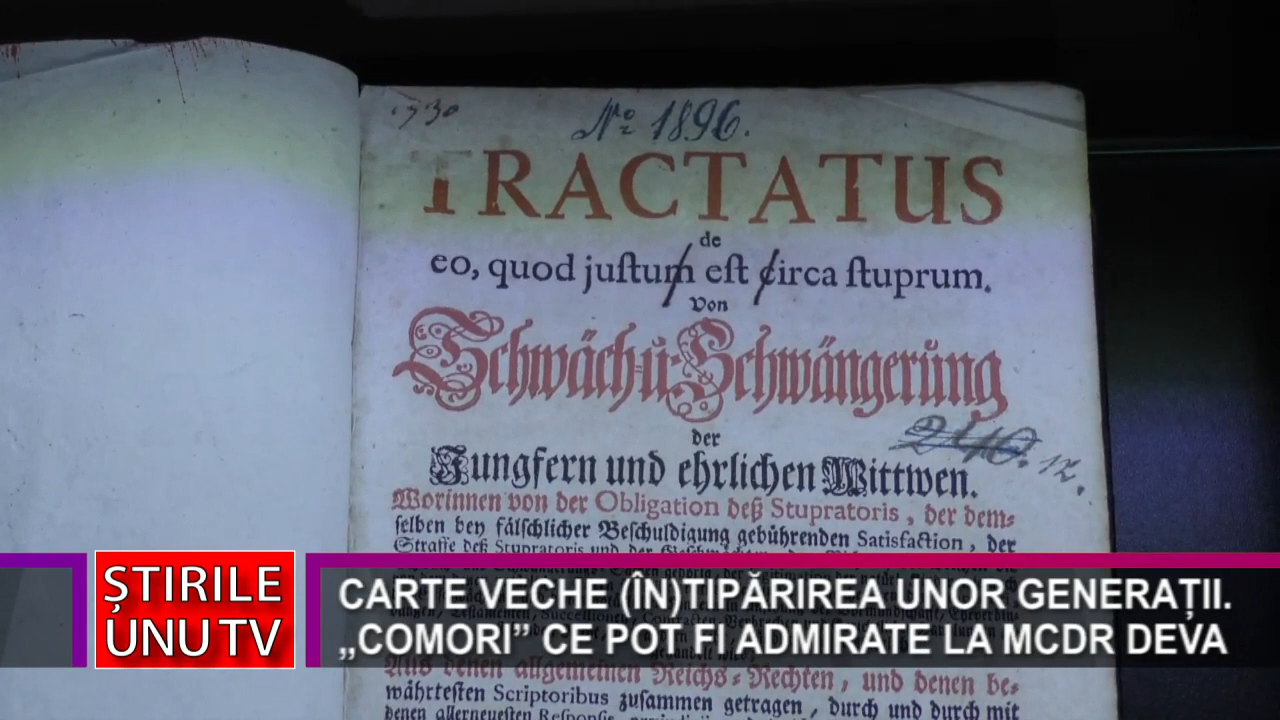 1730
No 1896.
TRACTATUS
de
eo, quod juſtum eſt circa ſtuprum.
Von
Schwäch-u-Schwängerung
240. 12.
der
Jungfern und ehrlichen Wittwen.
Worinnen von der Obligation deß Stupratoris, der dem-
ſelben bey fälſchlicher Beſchuldigung gebührenden Satisfaction, der
Straffe deß Stupratoris und der
ŞTIRILE
UNU TV
CARTE VECHE (ÎN)TIPĂRIREA UNOR GENERAȚII.
„COMORI” CE POT FI ADMIRATE LA MCDR DEVA
Aus denen allgemeinen Reichs-Rechten, und denen be-
währteſten Scriptoribus zuſammen getragen, durch und durch mit
denen allerneueſten